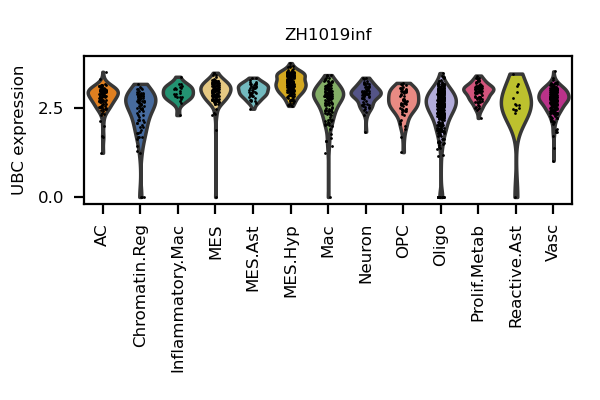 ZH1019inf
UBC expression
2.5
0.0
AC
Chromatin.Reg
Inflammatory.Mac
MES
MES.Ast
MES.Hyp
Mac
Neuron
OPC
Oligo
Prolif.Metab
Reactive.Ast
Vasc